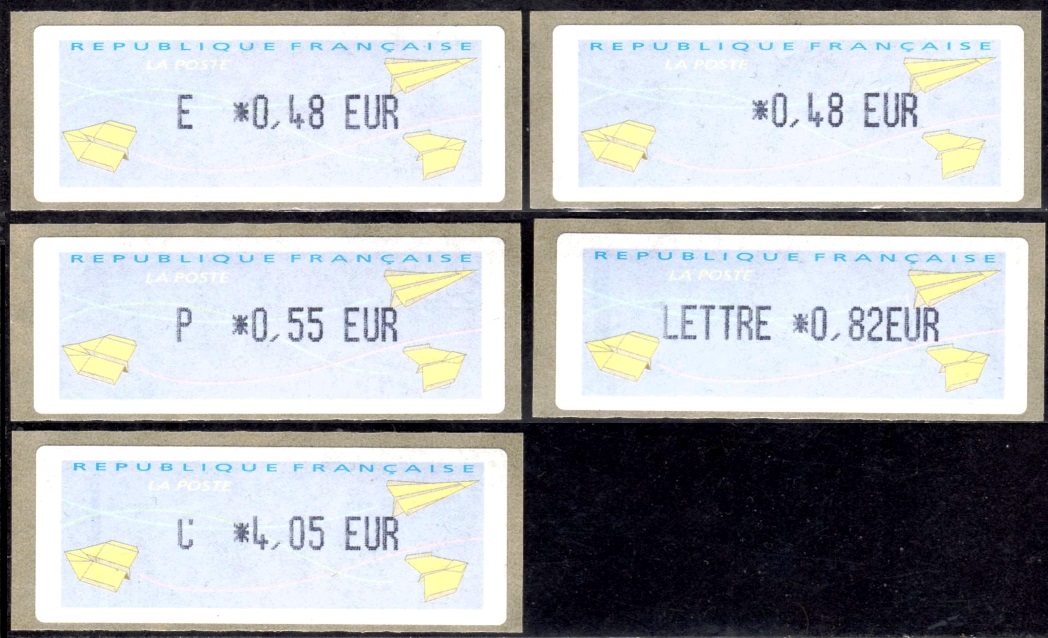 REPUBLIQUE FRANÇAISE
LA POSTE
E *0,48 EUR
REPUBLIQUE FRANÇAISE
LA POSTE
*0,48 EUR
REPUBLIQUE FRANÇAISE
LA POSTE
P *0,55 EUR
REPUBLIQUE FRANÇAISE
LA POSTE
LETTRE *0,82EUR
REPUBLIQUE FRANÇAISE
LA POSTE
C *4,05 EUR